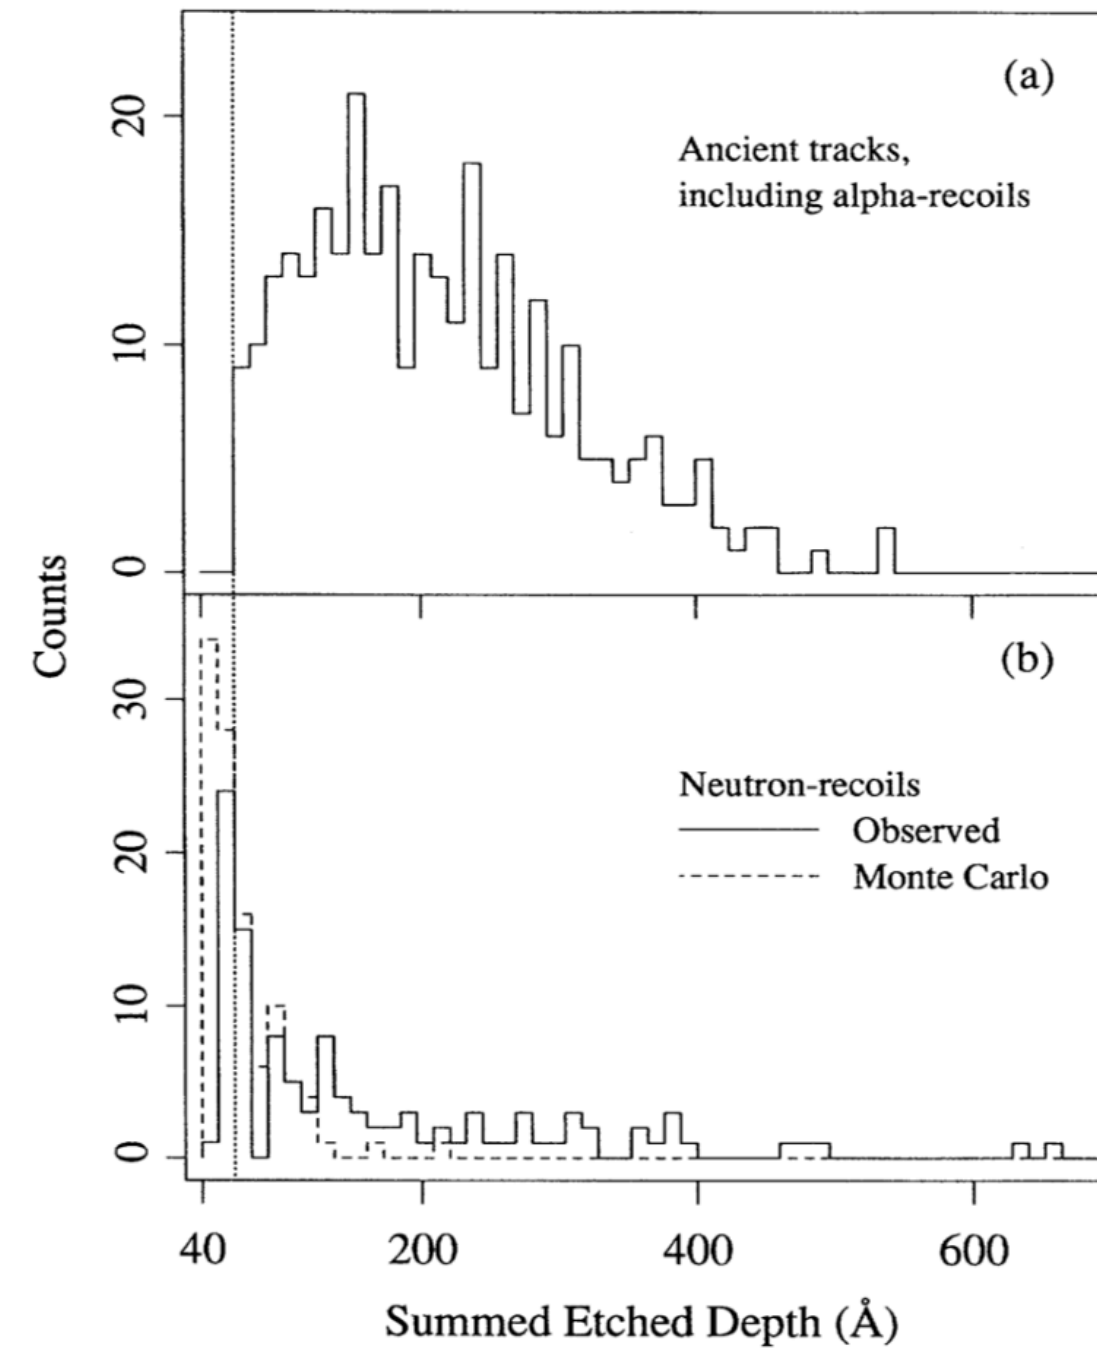 (a)
Ancient tracks,
including alpha-recoils
20
10
0
Counts
(b)
30
20
10
0
Neutron-recoils
Observed
Monte Carlo
40 200 400 600
Summed Etched Depth (Å)